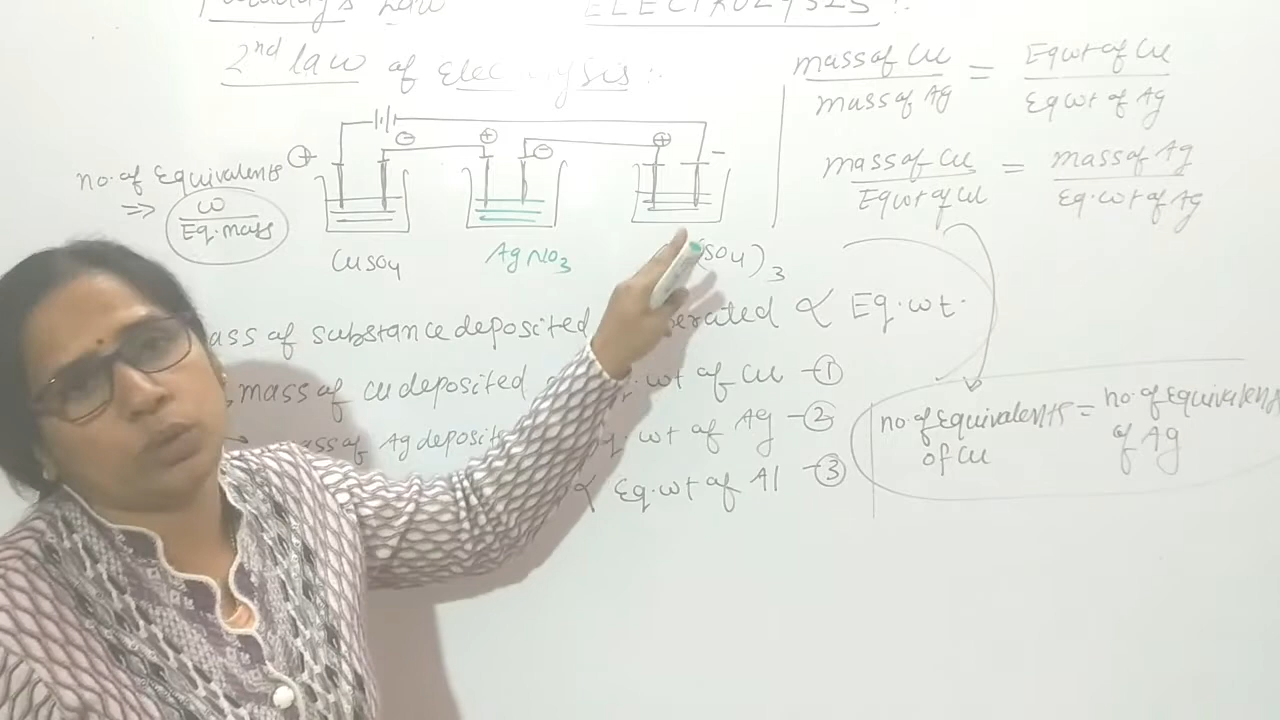 Faraday's Law ELECTROLYSIS :-
2nd law of Elec ysis :-
no. of Equivalents
⇒ w
Eq. mass
+ - + - + -
CuSO4
AgNO3
(SO4)3
ass of substance deposited erated ∝ Eq. wt.
mass of Cu deposited wt of Cu - ①
ass of Ag deposit q. wt of Ag - ②
∝ Eq. wt of Al - ③
mass of Cu = Eq wt of Cu
mass of Ag Eq wt of Ag
mass of Cu = mass of Ag
Eq wt of Cu Eq. wt of Ag
no. of equivalents = no. of equivalents
of Cu of Ag